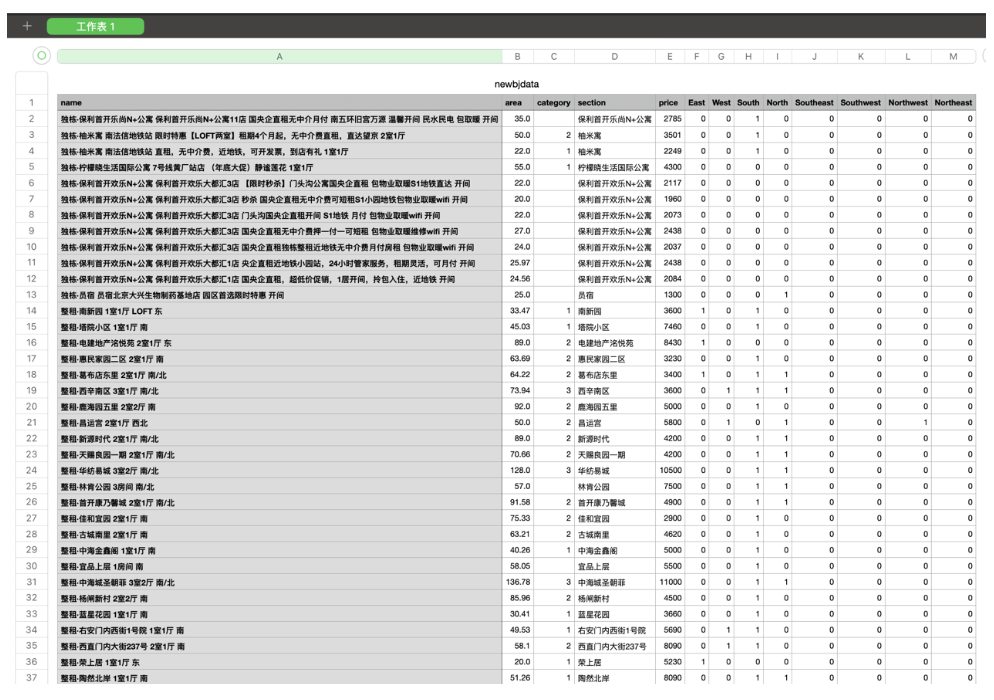 工作表 1
A B C D E F G H I J K L M
newbjdata
1 name area category section price East West South North Southeast Southwest Northwest Northeast
2 独栋·保利首开乐尚N+公寓 保利首开乐尚N+公寓11店 国央企直租无中介月付 南五环旧宫万源 温馨开间 民水民电 包取暖 开间 35.0 保利首开乐尚N+公寓 2785 0 0 1 0 0 0 0 0
3 独栋·柚米寓 南法信地铁站 限时特惠【LOFT两室】租期4个月起，无中介费直租，直达望京 2室1厅 50.0 2 柚米寓 3501 0 0 1 0 0 0 0 0
4 独栋·柚米寓 南法信地铁站 直租，无中介费，近地铁，可开发票，到店有礼 1室1厅 22.0 1 柚米寓 2249 0 0 1 0 0 0 0 0
5 独栋·柠檬晓生活国际公寓 7号线黄厂站店 （年底大促）静谧莲花 1室1厅 55.0 1 柠檬晓生活国际公寓 4300 0 0 0 0 0 0 0 0
6 独栋·保利首开欢乐N+公寓 保利首开欢乐大都汇3店 【限时秒杀】门头沟公寓国央企直租 包物业取暖S1地铁直达 开间 22.0 保利首开欢乐N+公寓 2117 0 0 0 0 0 0 0 0
7 独栋·保利首开欢乐N+公寓 保利首开欢乐大都汇3店 秒杀 国央企直租无中介费可短租S1小园地铁包物业取暖wifi 开间 20.0 保利首开欢乐N+公寓 1960 0 0 0 0 0 0 0 0
8 独栋·保利首开欢乐N+公寓 保利首开欢乐大都汇3店 门头沟国央企直租开间 S1地铁 月付 包物业取暖wifi 开间 22.0 保利首开欢乐N+公寓 2073 0 0 1 0 0 0 0 0
9 独栋·保利首开欢乐N+公寓 保利首开欢乐大都汇3店 国央企直租无中介费押一付一可短租 包物业取暖维修wifi 开间 27.0 保利首开欢乐N+公寓 2438 0 0 1 0 0 0 0 0
10 独栋·保利首开欢乐N+公寓 保利首开欢乐大都汇3店 国央企直租独栋整租近地铁无中介费月付房租 包物业取暖wifi 开间 24.0 保利首开欢乐N+公寓 2037 0 0 1 0 0 0 0 0
11 独栋·保利首开欢乐N+公寓 保利首开欢乐大都汇1店 央企直租近地铁小园站，24小时管家服务，租期灵活，可月付 开间 25.97 保利首开欢乐N+公寓 2438 0 0 1 0 0 0 0 0
12 独栋·保利首开欢乐N+公寓 保利首开欢乐大都汇1店 国央企直租，超低价促销，1居开间，拎包入住，近地铁 开间 24.56 保利首开欢乐N+公寓 2084 0 0 1 0 0 0 0 0
13 独栋·员宿 员宿北京大兴生物制药基地店 园区首选限时特惠 开间 25.0 员宿 1300 0 0 0 1 0 0 0 0
14 整租·南新园 1室1厅 LOFT 东 33.47 1 南新园 3600 1 0 1 0 0 0 0 0
15 整租·塔院小区 1室1厅 南 45.03 1 塔院小区 7460 0 0 1 0 0 0 0 0
16 整租·电建地产洺悦苑 2室1厅 东 89.0 2 电建地产洺悦苑 8430 1 0 0 0 0 0 0 0
17 整租·惠民家园二区 2室1厅 南 63.69 2 惠民家园二区 3230 0 0 1 0 0 0 0 0
18 整租·葛布店东里 2室1厅 南/北 64.22 2 葛布店东里 3400 1 0 1 1 0 0 0 0
19 整租·西辛南区 3室1厅 南/北 73.94 3 西辛南区 3600 0 1 1 1 0 0 0 0
20 整租·鹿海园五里 2室2厅 南 92.0 2 鹿海园五里 5000 0 0 1 0 0 0 0 0
21 整租·昌运宫 2室1厅 西北 50.0 2 昌运宫 5800 0 1 0 1 0 0 1 0
22 整租·新源时代 2室1厅 南/北 89.0 2 新源时代 4200 0 0 1 1 0 0 0 0
23 整租·天赐良园一期 2室1厅 南/北 70.66 2 天赐良园一期 4200 0 0 1 1 0 0 0 0
24 整租·华纺易城 3室2厅 南/北 128.0 3 华纺易城 10500 0 0 1 1 0 0 0 0
25 整租·林肯公园 3房间 南/北 57.0 林肯公园 7500 0 0 1 1 0 0 0 0
26 整租·首开康乃馨城 2室1厅 南/北 91.58 2 首开康乃馨城 4900 0 0 1 1 0 0 0 0
27 整租·佳和宜园 2室1厅 南 75.33 2 佳和宜园 2900 0 0 1 0 0 0 0 0
28 整租·古城南里 2室1厅 南 63.21 2 古城南里 4620 0 0 1 0 0 0 0 0
29 整租·中海金鑫阁 1室1厅 南 40.26 1 中海金鑫阁 5000 0 0 1 0 0 0 0 0
30 整租·宜品上层 1房间 南 58.05 宜品上层 5500 0 0 1 0 0 0 0 0
31 整租·中海城圣朝菲 3室2厅 南/北 136.78 3 中海城圣朝菲 11000 0 0 1 1 0 0 0 0
32 整租·杨闸新村 2室2厅 南 85.96 2 杨闸新村 4500 0 0 1 0 0 0 0 0
33 整租·蓝星花园 1室1厅 南 30.41 1 蓝星花园 3660 0 0 1 0 0 0 0 0
34 整租·右安门内西街1号院 1室1厅 南 49.53 1 右安门内西街1号院 5690 0 1 1 0 0 0 0 0
35 整租·西直门内大街237号 2室1厅 南 58.1 2 西直门内大街237号 8090 0 1 1 0 0 0 0 0
36 整租·荣上居 1室1厅 东 20.0 1 荣上居 5230 1 0 0 0 0 0 0 0
37 整租·陶然北岸 1室1厅 南 51.26 1 陶然北岸 8090 0 0 1 1 0 0 0 0